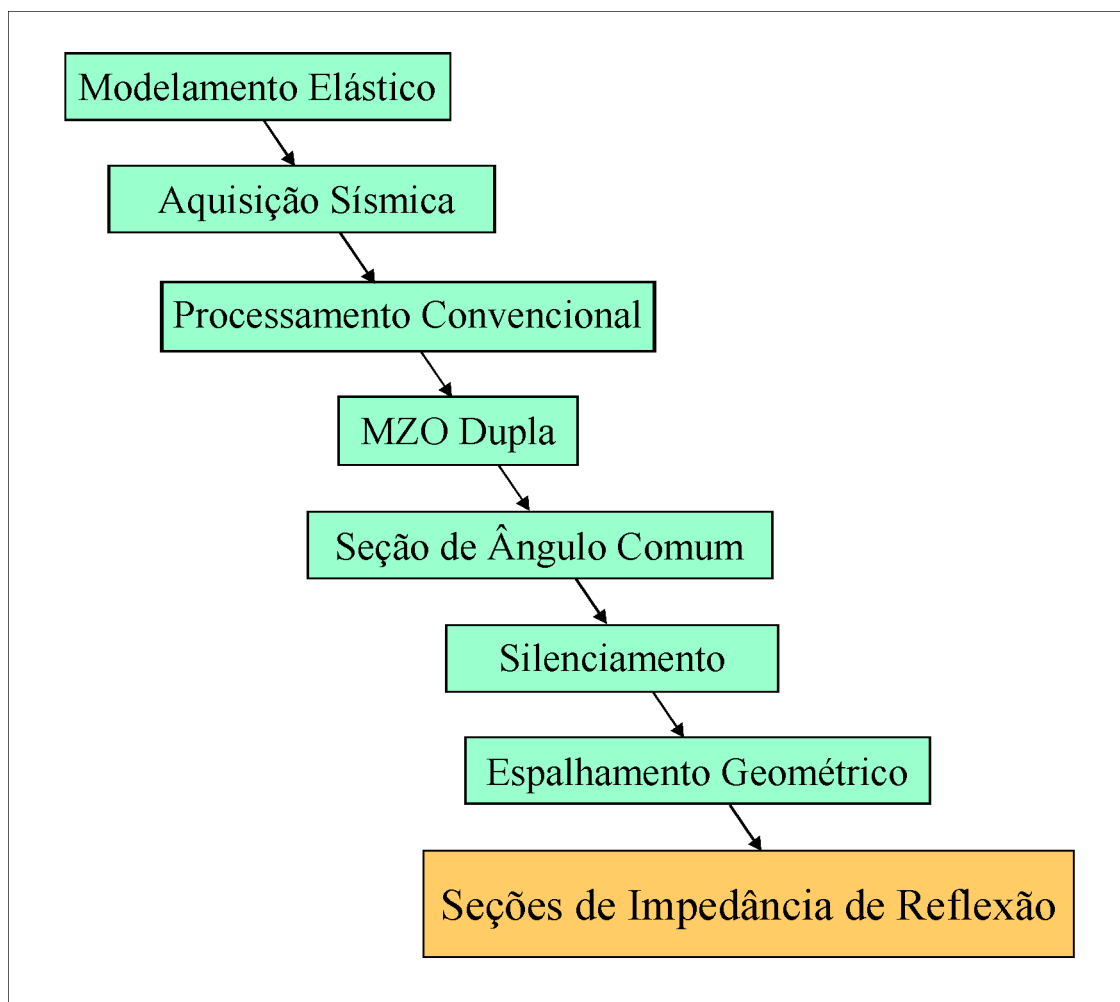 Modelamento Elástico
Aquisição Sísmica
Processamento Convencional
MZO Dupla
Seção de Ângulo Comum
Silenciamento
Espalhamento Geométrico
Seções de Impedância de Reflexão